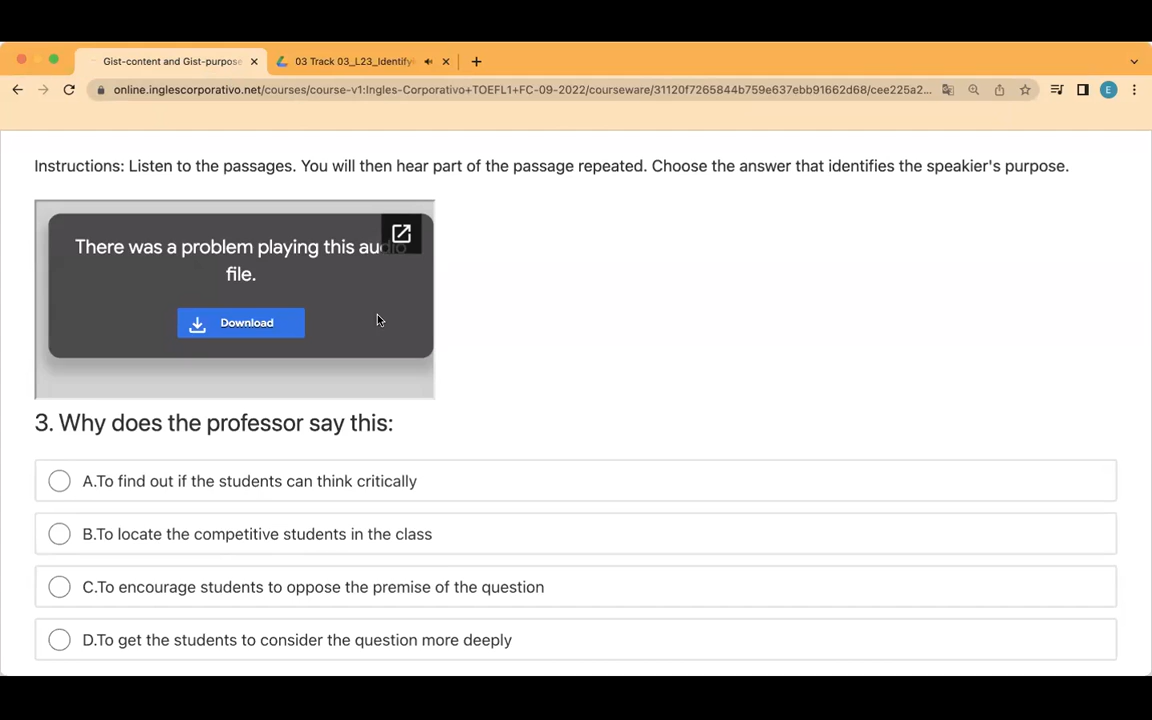 Gist-content and Gist-purpose
03 Track 03_L23_Identify
online.inglescorporativo.net/courses/course-v1:Ingles-Corporativo+TOEFL1+FC-09-2022/courseware/31120f7265844b759e637ebb91662d68/cee225a2...
E
Instructions: Listen to the passages. You will then hear part of the passage repeated. Choose the answer that identifies the speakier's purpose.
There was a problem playing this audio
file.
Download
3. Why does the professor say this:
A.To find out if the students can think critically
B.To locate the competitive students in the class
C.To encourage students to oppose the premise of the question
D.To get the students to consider the question more deeply